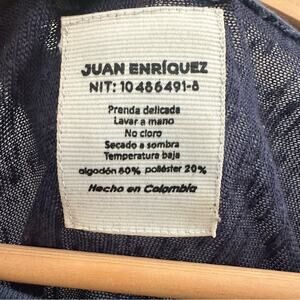 JUAN ENRÍQUEZ
NIT: 10486491-8
Prenda delicada
Lavar a mano
No cloro
Secado a sombra
Temperatura baja
algodón 80% poliéster 20%
Hecho en Colombia